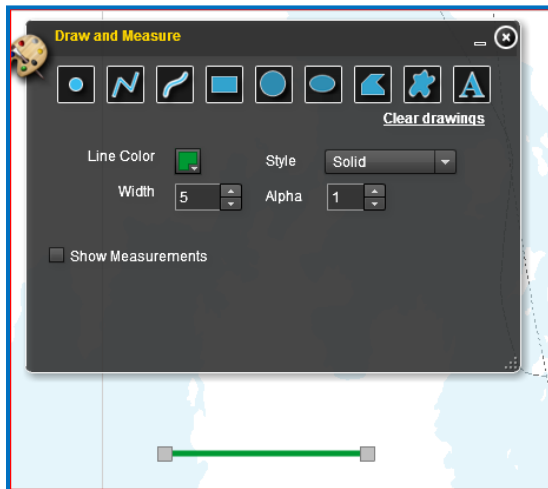 Draw and Measure
A
Clear drawings
Line Color
Style
Solid
Width
5
Alpha
1
Show Measurements